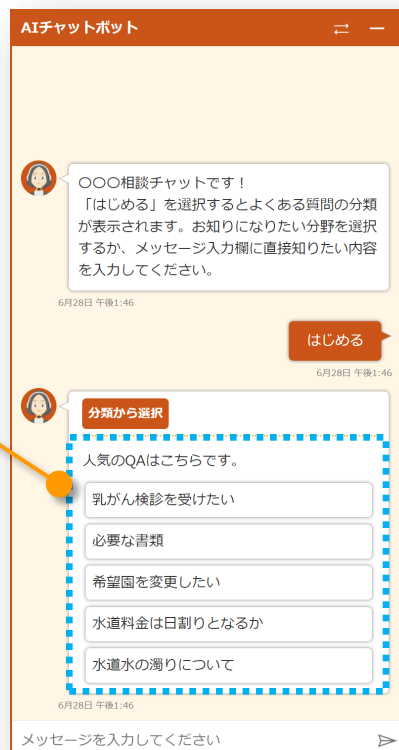 AIチャットボット
〇〇〇相談チャットです！
「はじめる」を選択するとよくある質問の分類
が表示されます。お知りになりたい分野を選択
するか、メッセージ入力欄に直接知りたい内容
を入力してください。
6月28日 午後1:46
はじめる
6月28日 午後1:46
分類から選択
人気のQAはこちらです。
乳がん検診を受けたい
必要な書類
希望園を変更したい
水道料金は日割りとなるか
水道水の濁りについて
6月28日 午後1:46
メッセージを入力してください